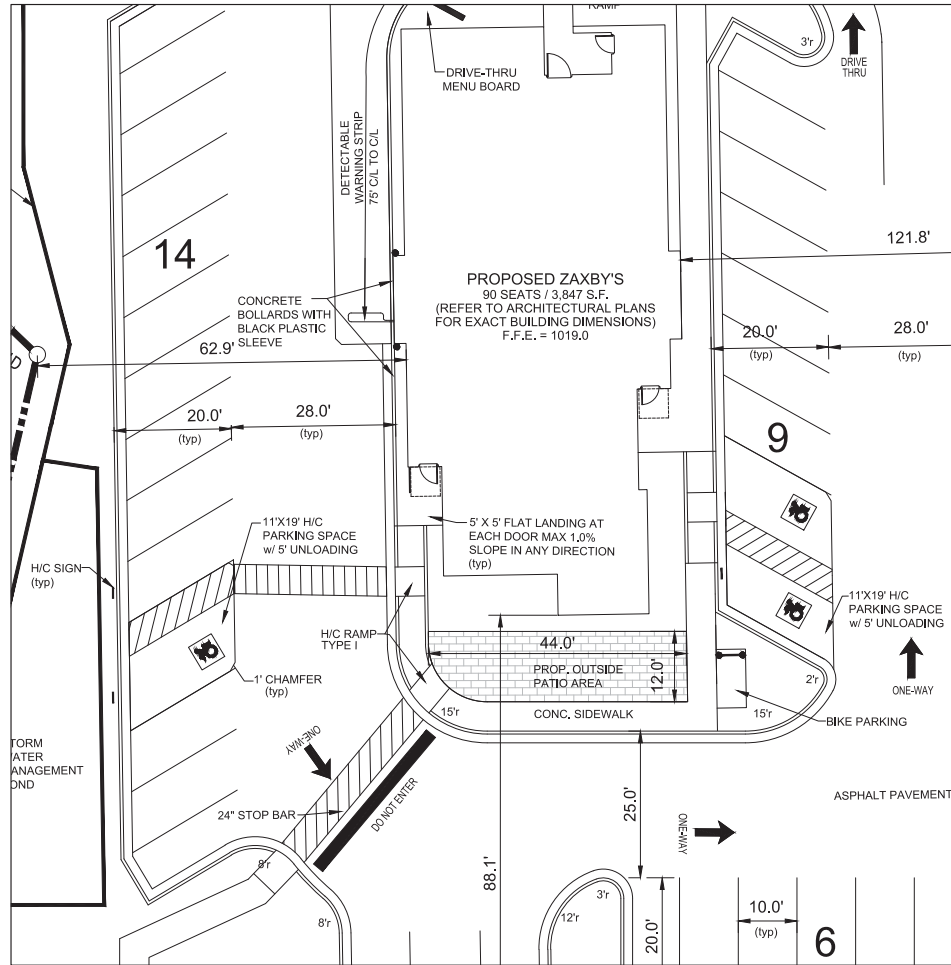 RAMP
3'r
DRIVE
THRU
DRIVE-THRU
MENU BOARD
DETECTABLE
WARNING STRIP
75' C/L TO C/L
14
121.8'
PROPOSED ZAXBY'S
90 SEATS / 3,847 S.F.
(REFER TO ARCHITECTURAL PLANS
FOR EXACT BUILDING DIMENSIONS)
F.F.E. = 1019.0
CONCRETE
BOLLARDS WITH
BLACK PLASTIC
SLEEVE
62.9'
20.0'
(typ)
28.0'
(typ)
20.0'
(typ)
28.0'
(typ)
9
11'X19' H/C
PARKING SPACE
w/ 5' UNLOADING
5' X 5' FLAT LANDING AT
EACH DOOR MAX 1.0%
SLOPE IN ANY DIRECTION
(typ)
H/C SIGN
(typ)
11'X19' H/C
PARKING SPACE
w/ 5' UNLOADING
H/C RAMP
TYPE I
44.0'
PROP. OUTSIDE
PATIO AREA
12.0'
1' CHAMFER
(typ)
2'r
ONE-WAY
15'r
CONC. SIDEWALK
15'r
BIKE PARKING
ONE-WAY
TORM
ATER
ANAGEMENT
OND
24" STOP BAR
DO NOT ENTER
25.0'
ONE-WAY
ASPHALT PAVEMENT
88.1'
8'r
8'r
3'r
12'r
20.0'
10.0'
(typ)
6